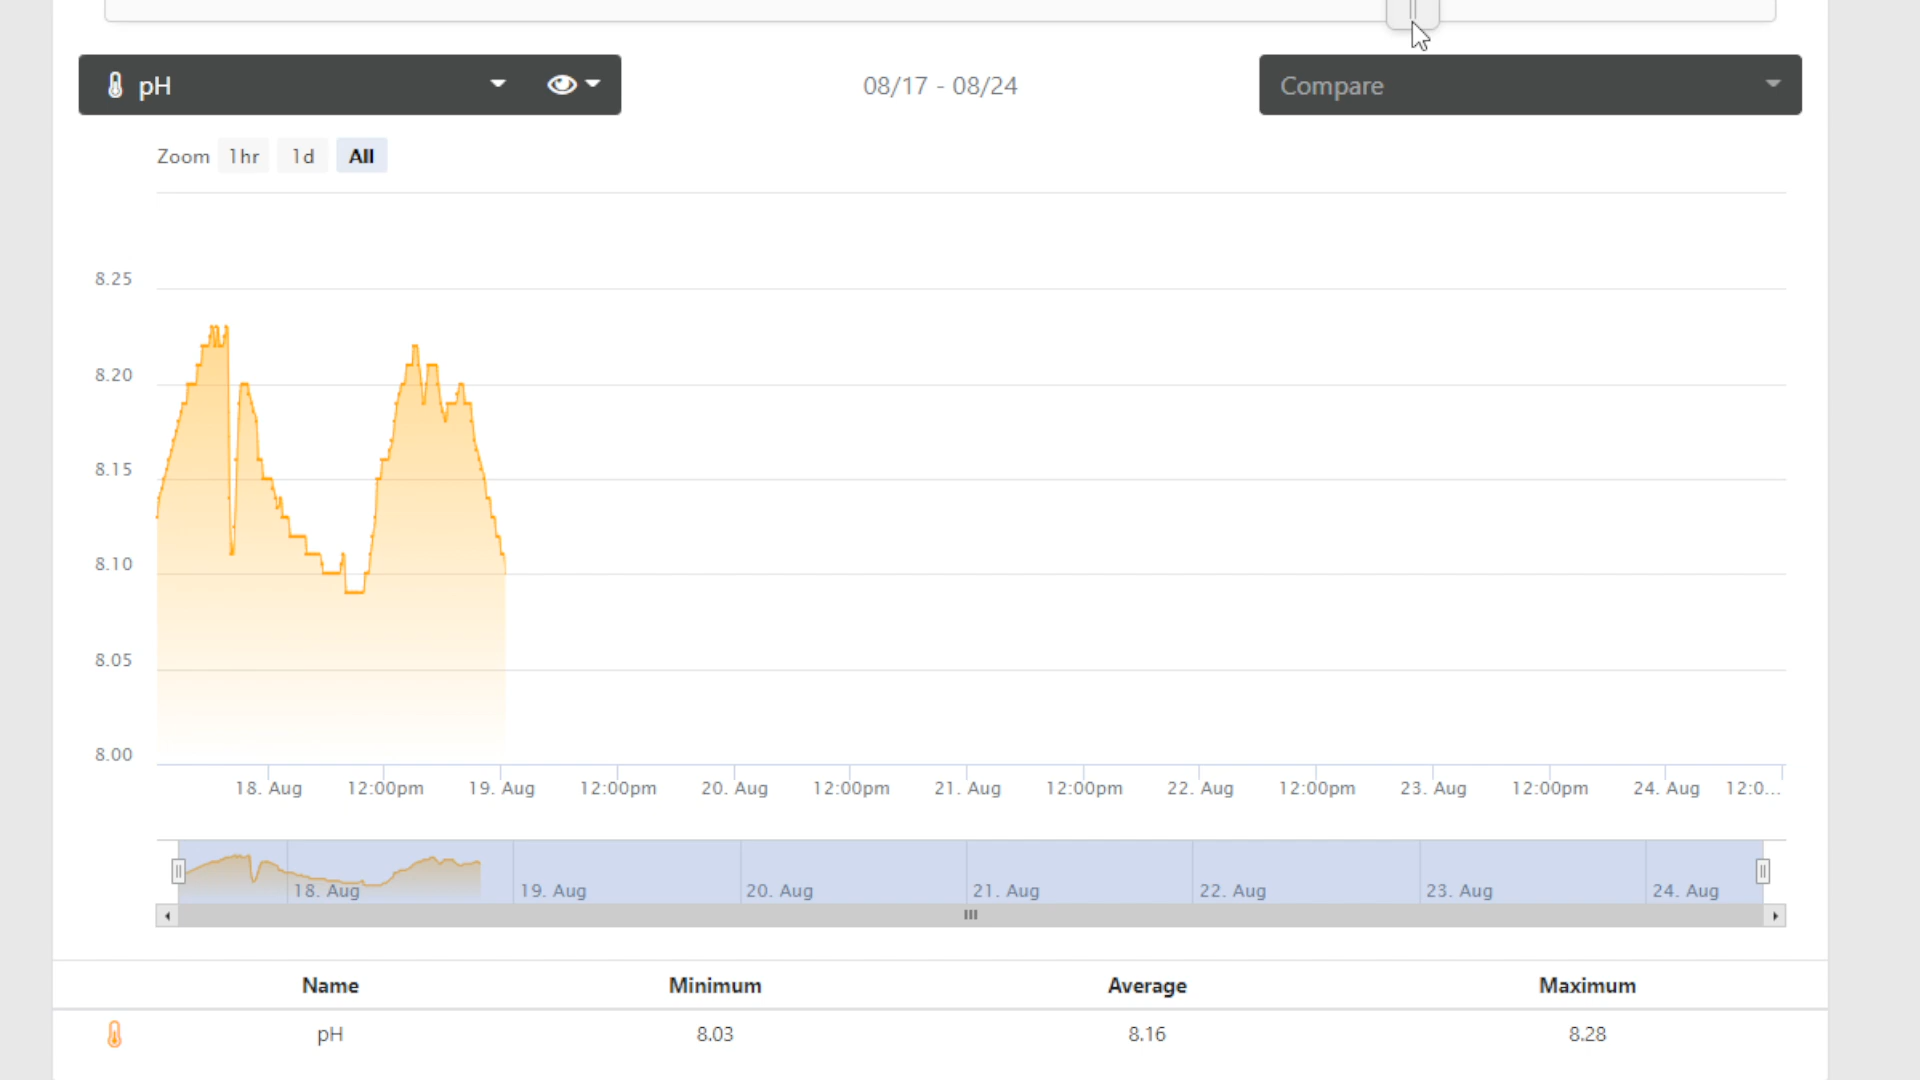 pH
08/17 - 08/24
Compare
Zoom 1hr 1d All
8.25
8.20
8.15
8.10
8.05
8.00
18. Aug 12:00pm 19. Aug 12:00pm 20. Aug 12:00pm 21. Aug 12:00pm 22. Aug 12:00pm 23. Aug 12:00pm 24. Aug 12:0...
18. Aug 19. Aug 20. Aug 21. Aug 22. Aug 23. Aug 24. Aug
Name Minimum Average Maximum
pH 8.03 8.16 8.28